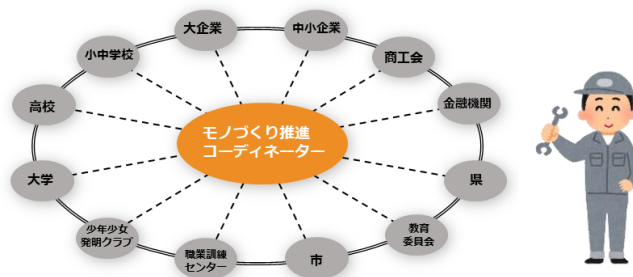 大企業
中小企業
小中学校
商工会
高校
金融機関
モノづくり推進
コーディネーター
大学
県
少年少女
発明クラブ
教育
委員会
職業訓練
センター
市